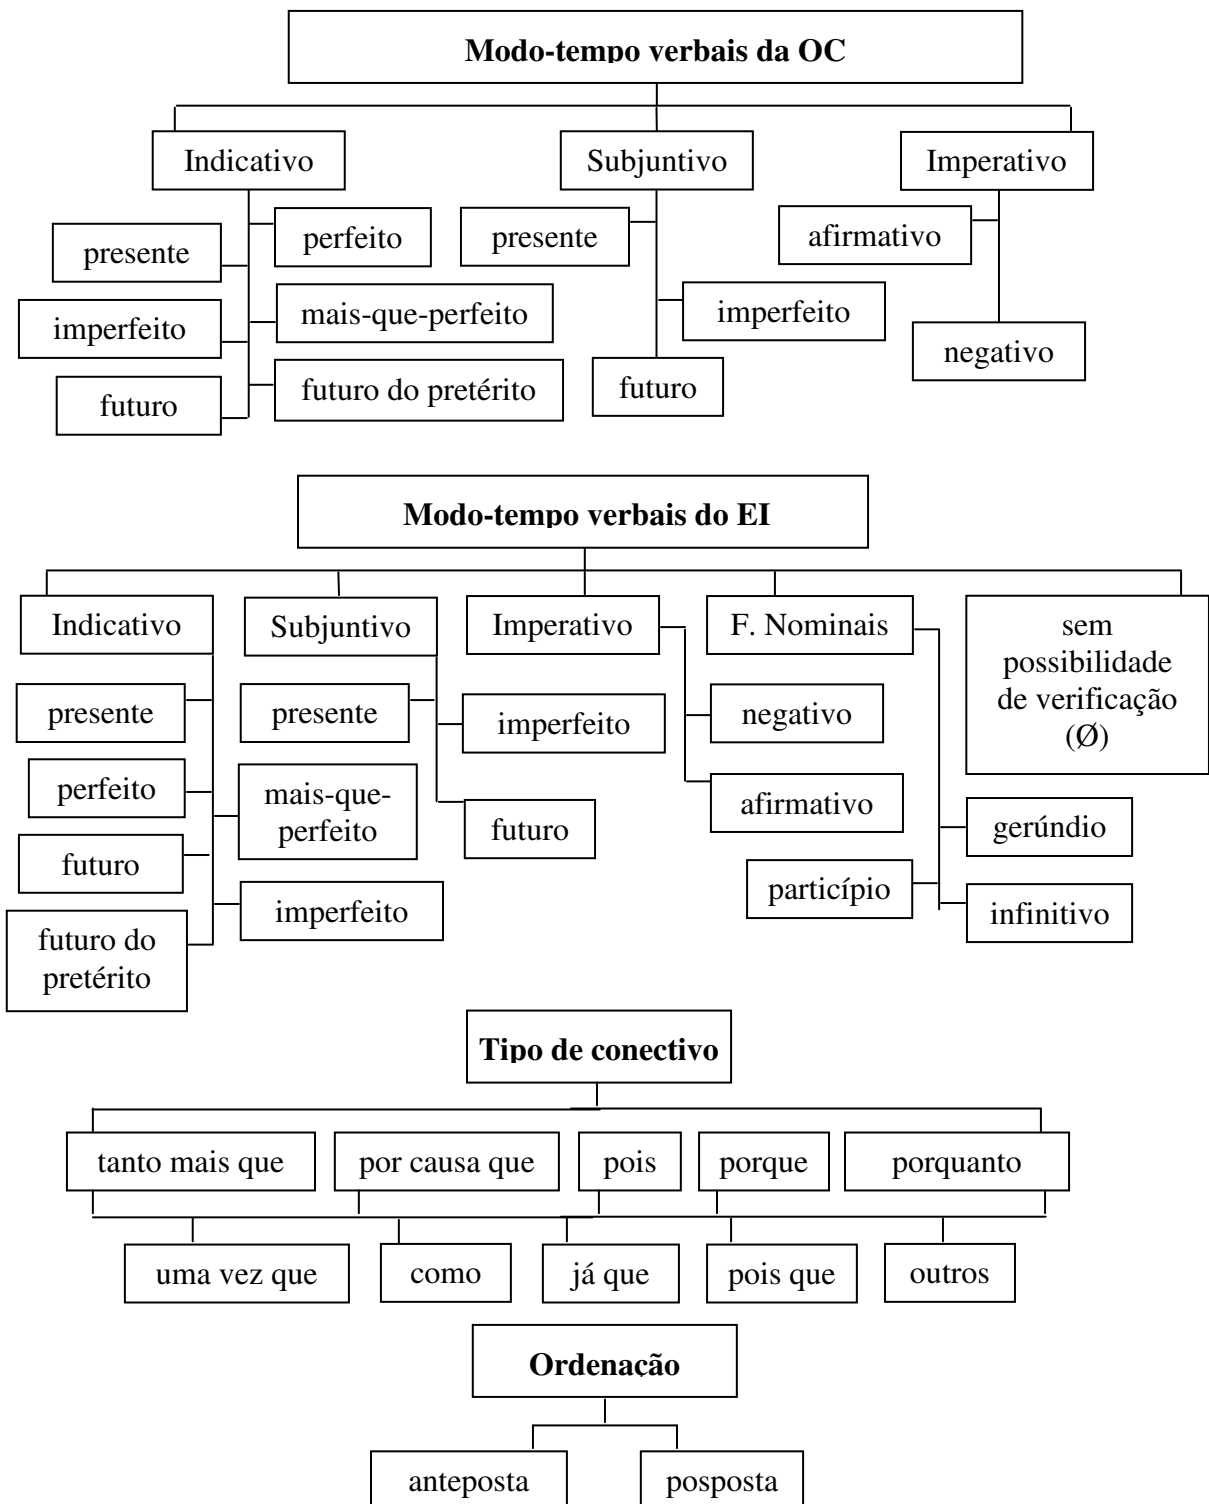 Modo-tempo verbais da OC
Indicativo
Subjuntivo
Imperativo
presente
perfeito
imperfeito
mais-que-perfeito
futuro
futuro do pretérito
presente
imperfeito
futuro
afirmativo
negativo
Modo-tempo verbais do EI
Indicativo
Subjuntivo
Imperativo
F. Nominais
sem
possibilidade
de verificação
(Ø)
presente
perfeito
mais-que-
perfeito
futuro
imperfeito
futuro do
pretérito
presente
imperfeito
futuro
negativo
afirmativo
gerúndio
particípio
infinitivo
Tipo de conectivo
tanto mais que
por causa que
pois
porque
porquanto
uma vez que
como
já que
pois que
outros
Ordenação
anteposta
posposta